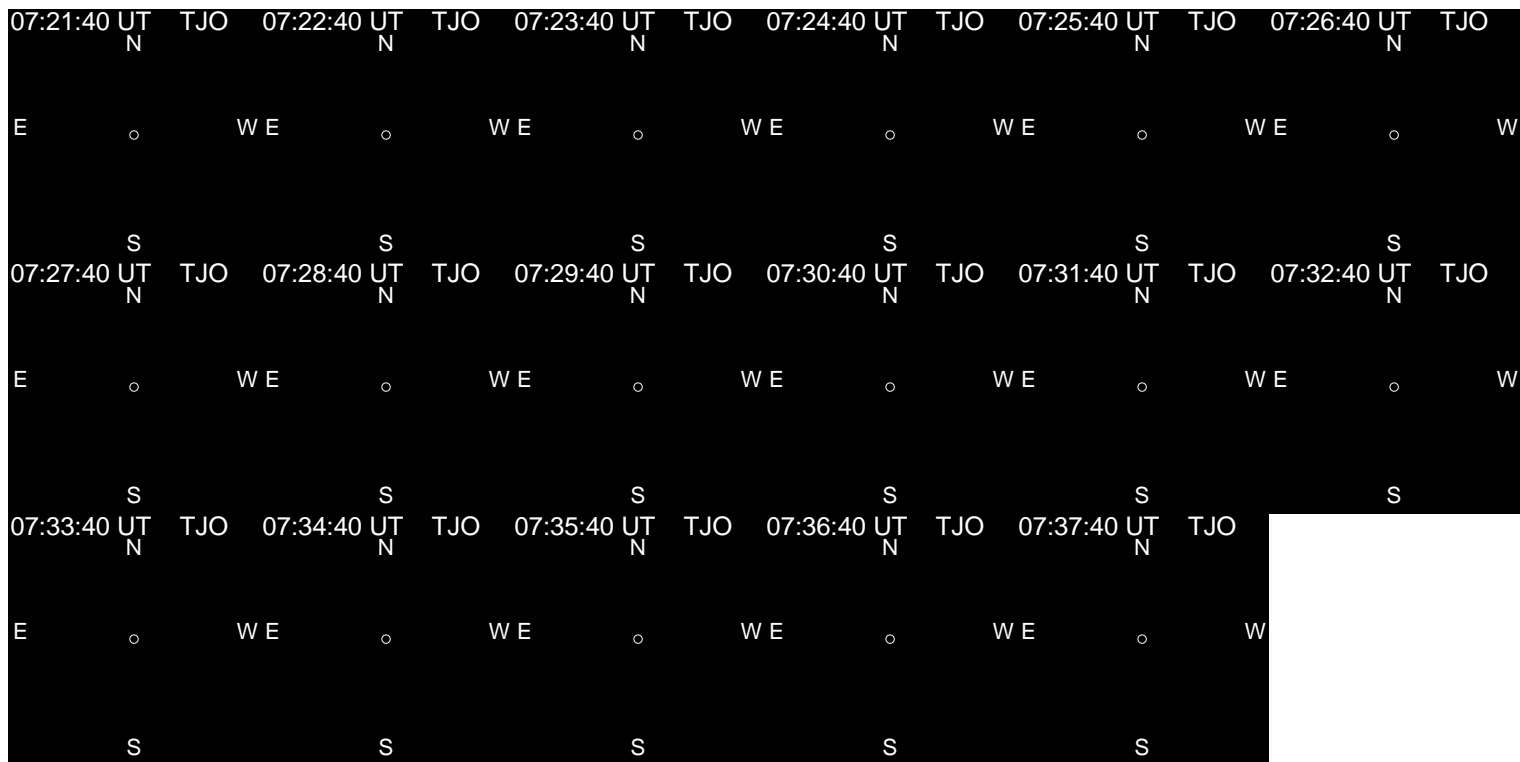 07:21:40 UT TJO 07:22:40 UT TJO 07:23:40 UT TJO 07:24:40 UT TJO 07:25:40 UT TJO 07:26:40 UT TJO
N N N N N N
E W E W E W E W E W E W
S S S S S S
07:27:40 UT TJO 07:28:40 UT TJO 07:29:40 UT TJO 07:30:40 UT TJO 07:31:40 UT TJO 07:32:40 UT TJO
N N N N N N
E W E W E W E W E W E W
S S S S S S
07:33:40 UT TJO 07:34:40 UT TJO 07:35:40 UT TJO 07:36:40 UT TJO 07:37:40 UT TJO
N N N N N
E W E W E W E W E W
S S S S S